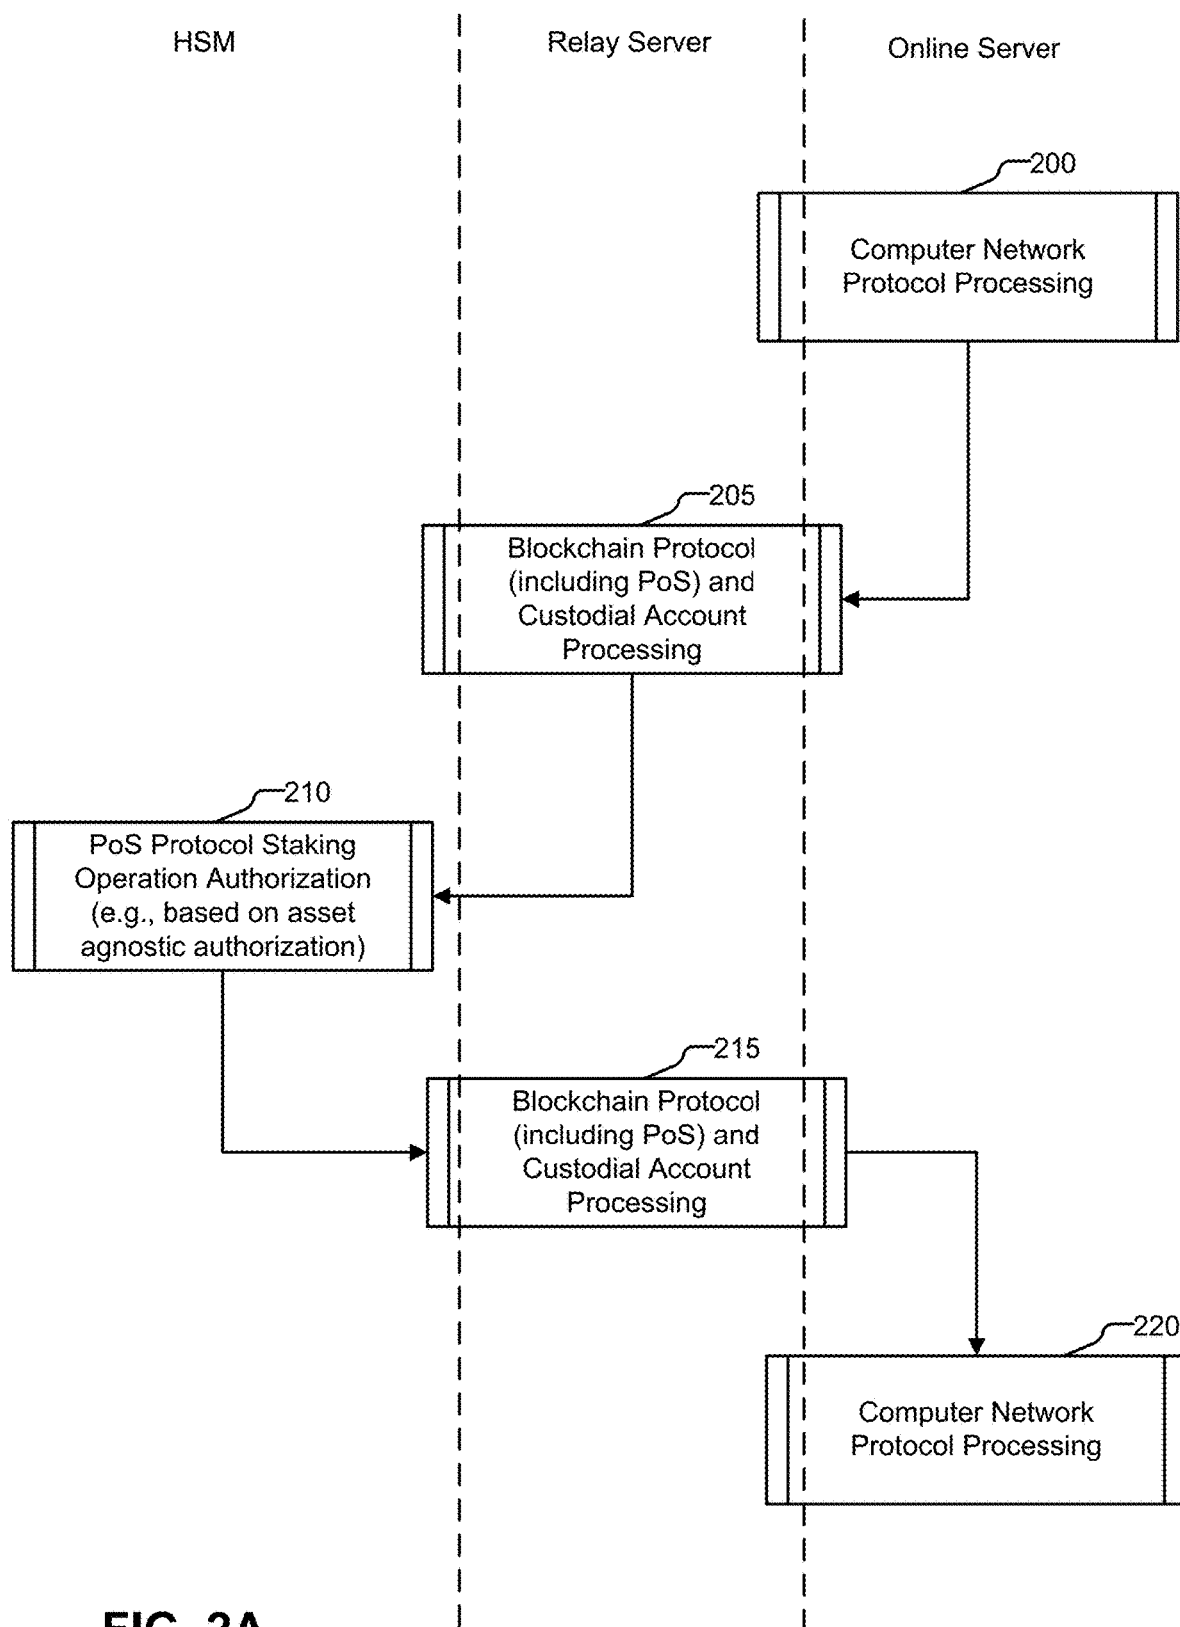 HSM
Relay Server
Online Server
200
Computer Network
Protocol Processing
205
Blockchain Protocol
(including PoS) and
Custodial Account
Processing
210
PoS Protocol Staking
Operation Authorization
(e.g., based on asset
agnostic authorization)
215
Blockchain Protocol
(including PoS) and
Custodial Account
Processing
220
Computer Network
Protocol Processing
FIG. 2A